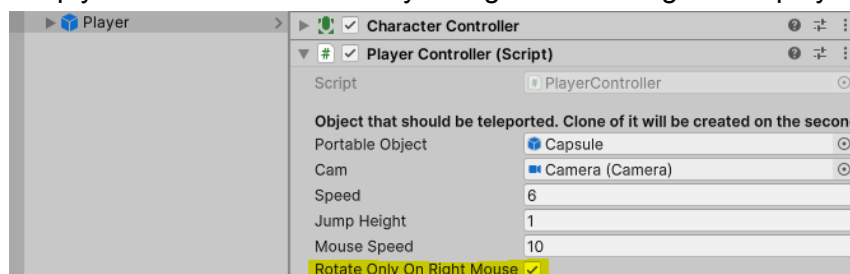 Player
Character Controller
# Player Controller (Script)
Script # PlayerController
Object that should be teleported. Clone of it will be created on the secon
Portable Object Capsule
Cam Camera (Camera)
Speed 6
Jump Height 1
Mouse Speed 10
Rotate Only On Right Mouse